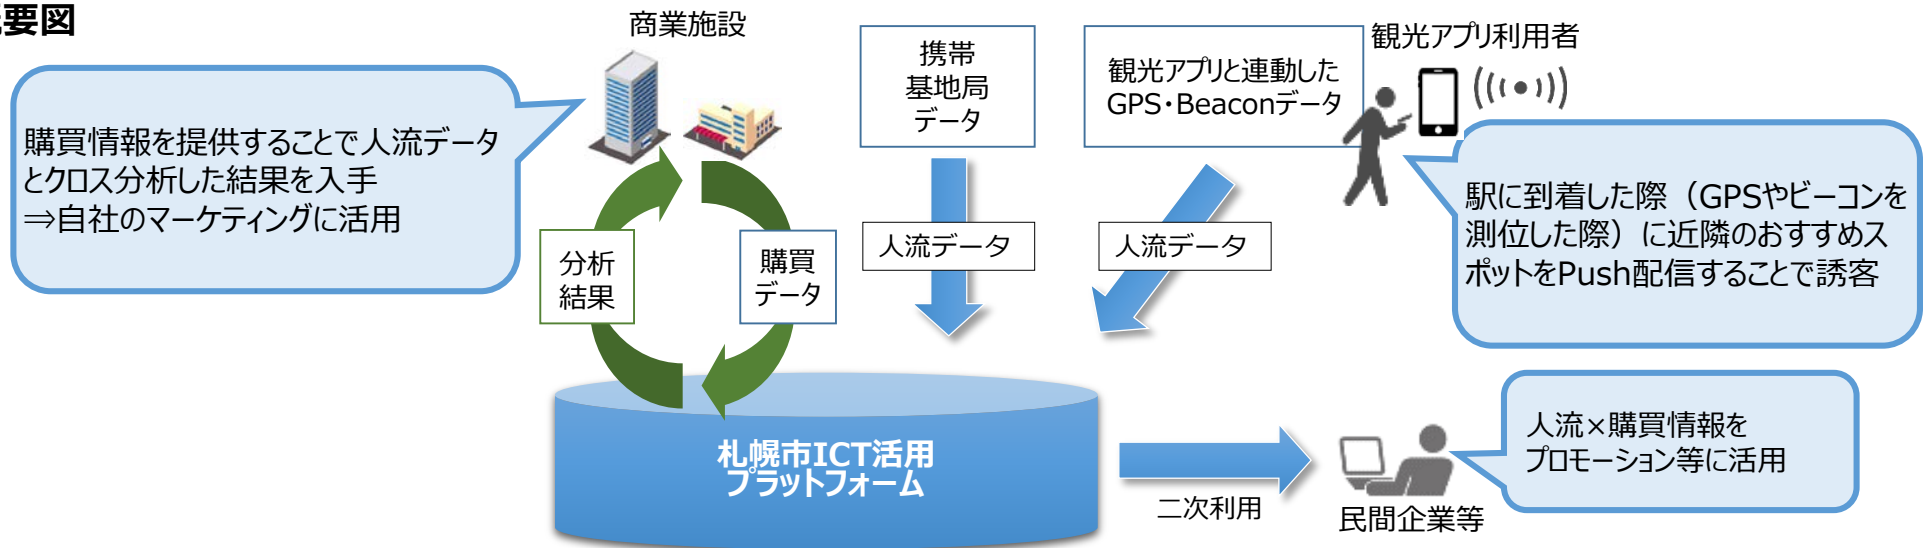 要図
商業施設
購買情報を提供することで人流データ
とクロス分析した結果を入手
⇒自社のマーケティングに活用
分析
結果
購買
データ
携帯
基地局
データ
人流データ
観光アプリと連動した
GPS・Beaconデータ
人流データ
観光アプリ利用者
駅に到着した際（GPSやビーコンを
測位した際）に近隣のおすすめス
ポットをPush配信することで誘客
札幌市ICT活用
プラットフォーム
二次利用
民間企業等
人流×購買情報を
プロモーション等に活用